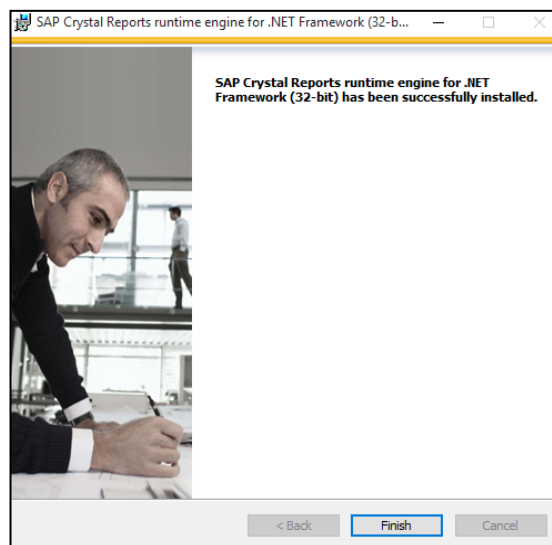 SAP Crystal Reports runtime engine for .NET Framework (32-b...
SAP Crystal Reports runtime engine for .NET
Framework (32-bit) has been successfully installed.
< Back
Finish
Cancel